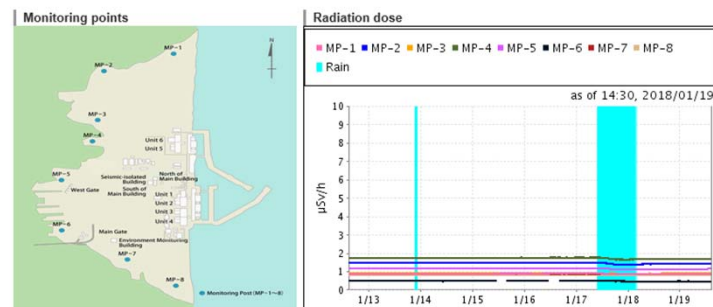 Monitoring points
MP-1
MP-2
N
MP-3
MP-4
Unit 6
Unit 5
Seismic-isolated
Building
North of
Main Building
MP-5
West Gate
South of
Main Building
Unit 1
Unit 2
Unit 3
Unit 4
MP-6
Main Gate
Environment Monitoring
Building
MP-7
MP-8
Monitoring Post (MP-1~8)
Radiation dose
MP-1 MP-2 MP-3 MP-4 MP-5 MP-6 MP-7 MP-8
Rain
as of 14:30, 2018/01/19
10
9
8
7
6
5
4
3
2
1
0
μSv/h
1/13 1/14 1/15 1/16 1/17 1/18 1/19